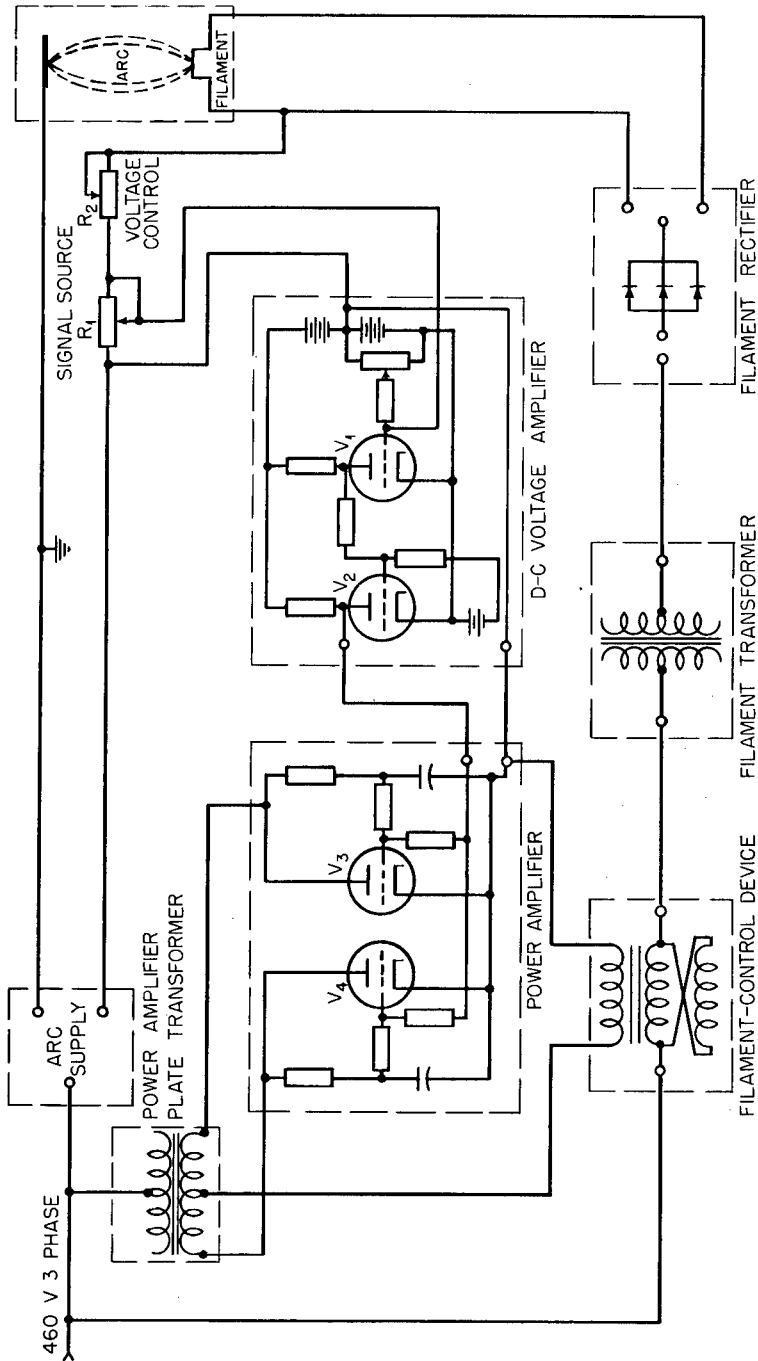 460 V 3 PHASE
ARC
SUPPLY
POWER AMPLIFIER
PLATE TRANSFORMER
SIGNAL SOURCE
R1
R2
VOLTAGE
CONTROL
ARC
FILAMENT
V4
V3
POWER AMPLIFIER
V2
V1
D-C VOLTAGE AMPLIFIER
FILAMENT-CONTROL DEVICE
FILAMENT TRANSFORMER
FILAMENT RECTIFIER